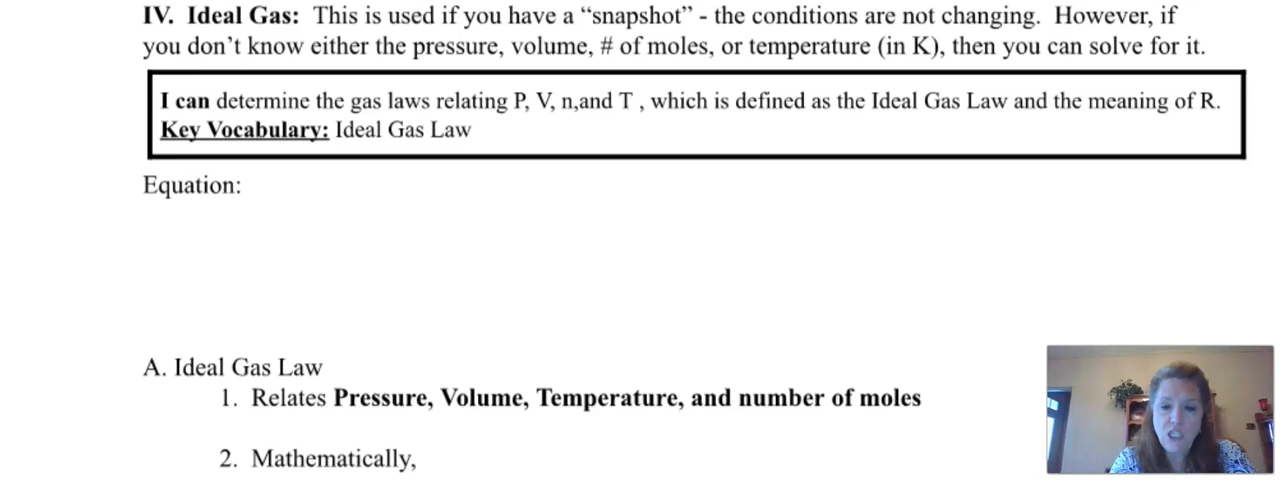 IV. Ideal Gas: This is used if you have a “snapshot” - the conditions are not changing. However, if
you don’t know either the pressure, volume, # of moles, or temperature (in K), then you can solve for it.
I can determine the gas laws relating P, V, n,and T , which is defined as the Ideal Gas Law and the meaning of R.
Key Vocabulary: Ideal Gas Law
Equation:
A. Ideal Gas Law
1. Relates Pressure, Volume, Temperature, and number of moles
2. Mathematically,